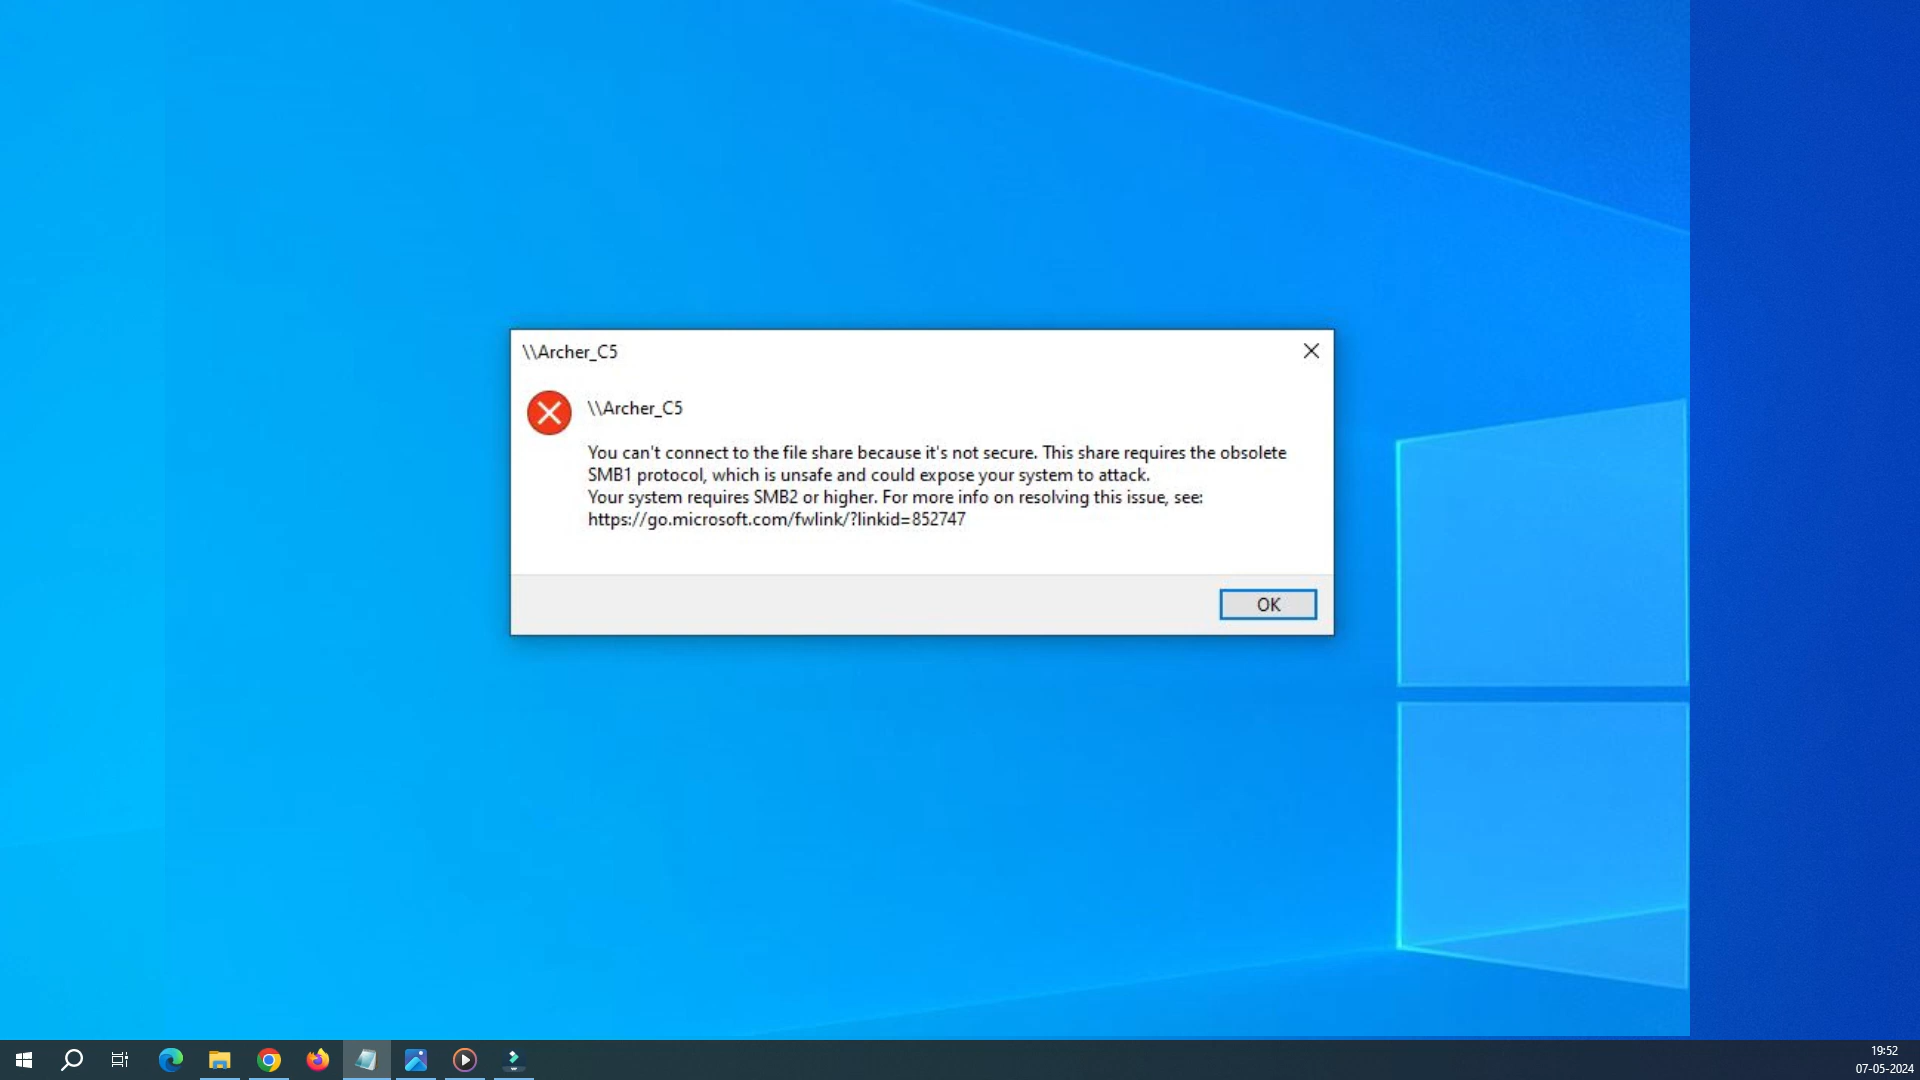 \\Archer_C5
\\Archer_C5
You can't connect to the file share because it's not secure. This share requires the obsolete
SMB1 protocol, which is unsafe and could expose your system to attack.
Your system requires SMB2 or higher. For more info on resolving this issue, see:
https://go.microsoft.com/fwlink/?linkid=852747
OK
19:52
07-05-2024